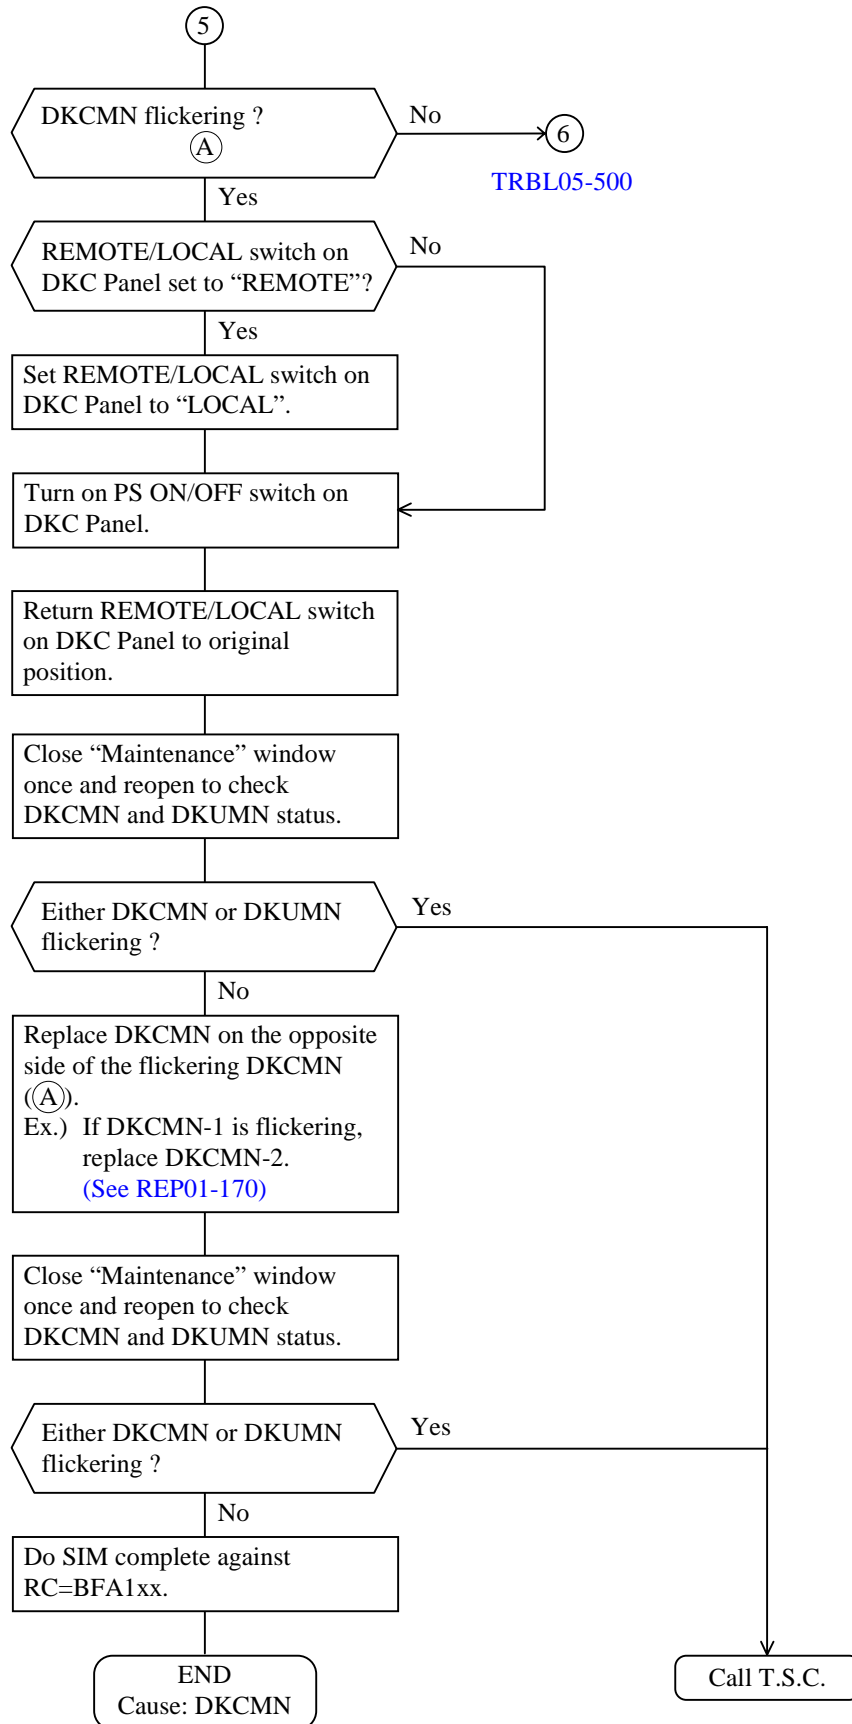 5
DKCMN flickering ?
A
No
6
TRBL05-500
Yes
REMOTE/LOCAL switch on
DKC Panel set to “REMOTE”?
No
Yes
Set REMOTE/LOCAL switch on
DKC Panel to “LOCAL”.
Turn on PS ON/OFF switch on
DKC Panel.
Return REMOTE/LOCAL switch
on DKC Panel to original
position.
Close “Maintenance” window
once and reopen to check
DKCMN and DKUMN status.
Either DKCMN or DKUMN
flickering ?
Yes
No
Replace DKCMN on the opposite
side of the flickering DKCMN
(A).
Ex.) If DKCMN-1 is flickering,
replace DKCMN-2.
(See REP01-170)
Close “Maintenance” window
once and reopen to check
DKCMN and DKUMN status.
Either DKCMN or DKUMN
flickering ?
Yes
No
Do SIM complete against
RC=BFA1xx.
END
Cause: DKCMN
Call T.S.C.